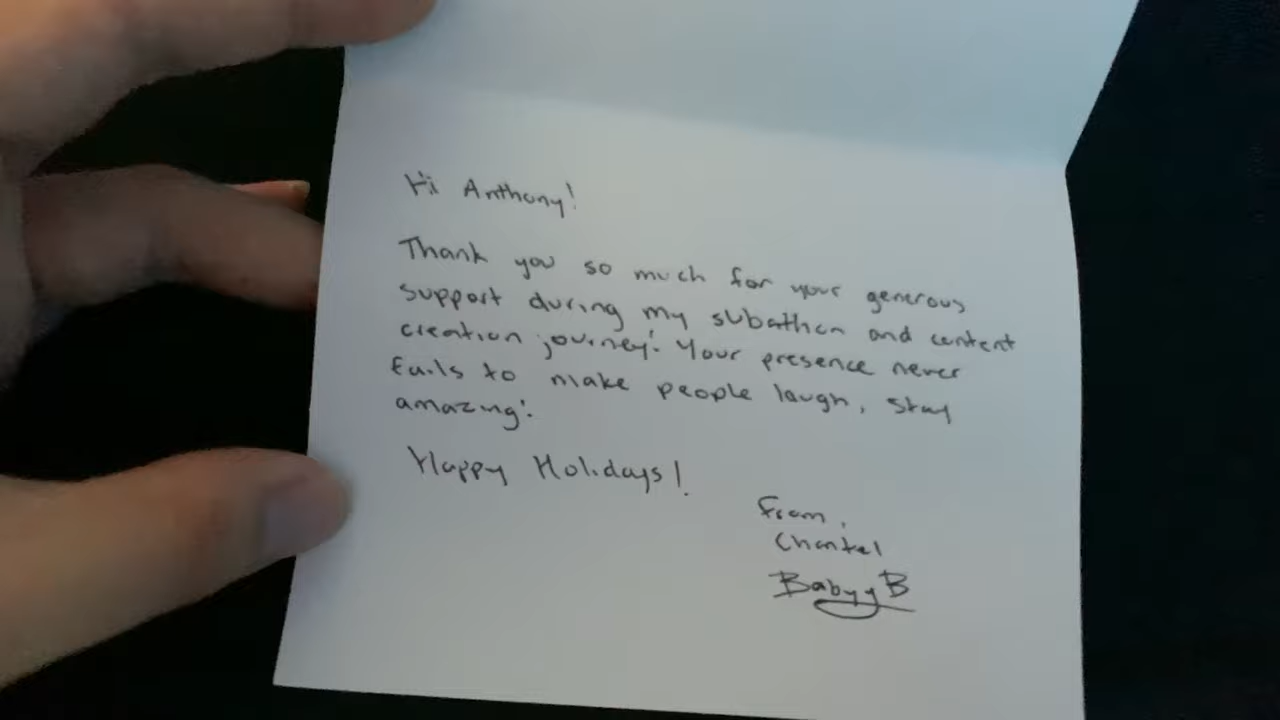 Hi Anthony!
Thank you so much for your generous
support during my subathon and content
creation journey! Your presence never
fails to make people laugh, stay
amazing!
Happy Holidays!
From,
Chantel
Babyy B